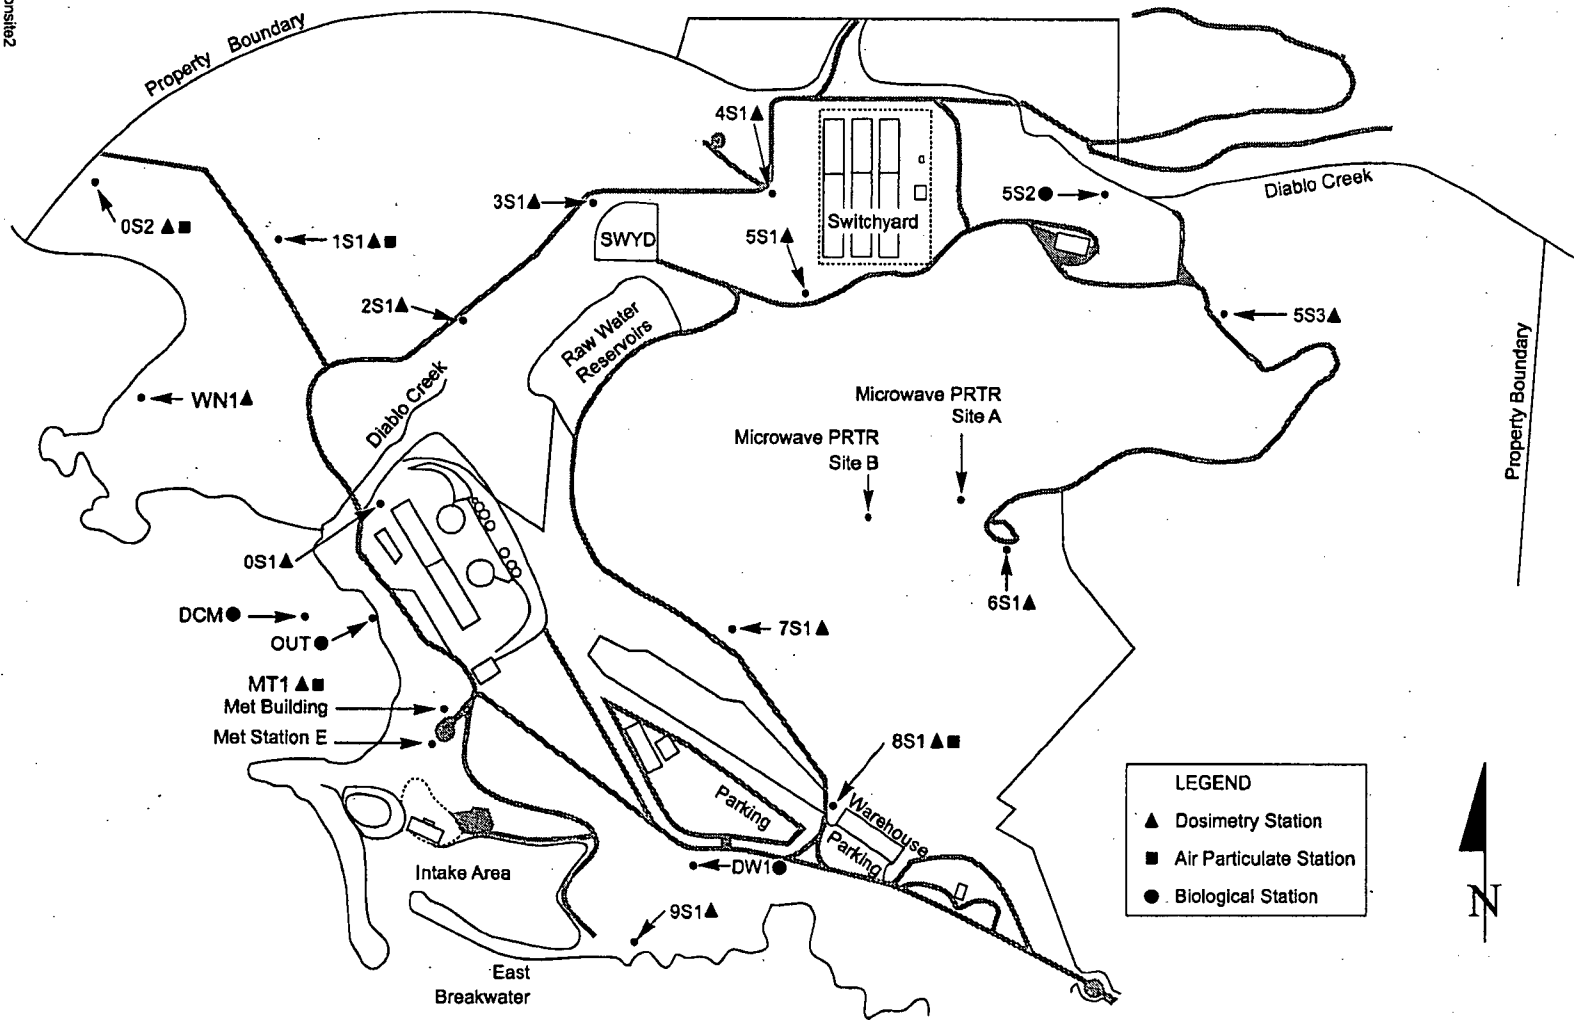 onsite2
Property Boundary
4S1▲
3S1▲
5S2●
Diablo Creek
0S2 ▲■
1S1▲■
SWYD
5S1▲
Switchyard
2S1▲
5S3▲
Raw Water
Reservoirs
WN1▲
Diablo Creek
Microwave PRTR
Site A
Microwave PRTR
Site B
Property Boundary
0S1▲
6S1▲
DCM●
OUT●
7S1▲
MT1 ▲■
Met Building
Met Station E
8S1▲■
Parking
Warehouse
Parking
DW1●
Intake Area
9S1▲
East
Breakwater
LEGEND
▲ Dosimetry Station
■ Air Particulate Station
● Biological Station
N